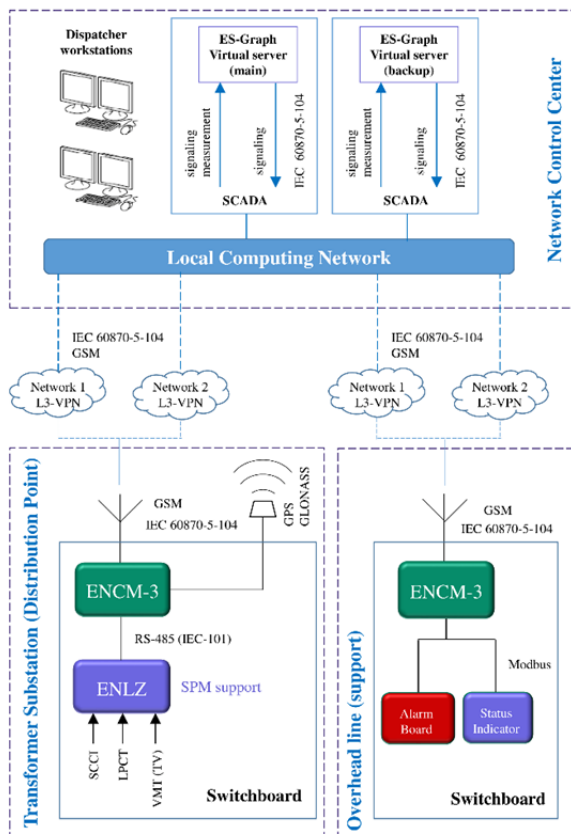 Dispatcher
workstations
ES-Graph
Virtual server
(main)
signaling
measurement
signaling
IEC 60870-5-104
SCADA
ES-Graph
Virtual server
(backup)
signaling
measurement
signaling
IEC 60870-5-104
SCADA
Network Control Center
Local Computing Network
IEC 60870-5-104
GSM
IEC 60870-5-104
GSM
Network 1
L3-VPN
Network 2
L3-VPN
Network 1
L3-VPN
Network 2
L3-VPN
Transformer Substation (Distribution Point)
GSM
IEC 60870-5-104
GPS
GLONASS
ENCM-3
RS-485 (IEC-101)
ENLZ
SPM support
SCCI
LPCT
VMT (TV)
Switchboard
Overhead line (support)
GSM
IEC 60870-5-104
ENCM-3
Modbus
Alarm
Board
Status
Indicator
Switchboard